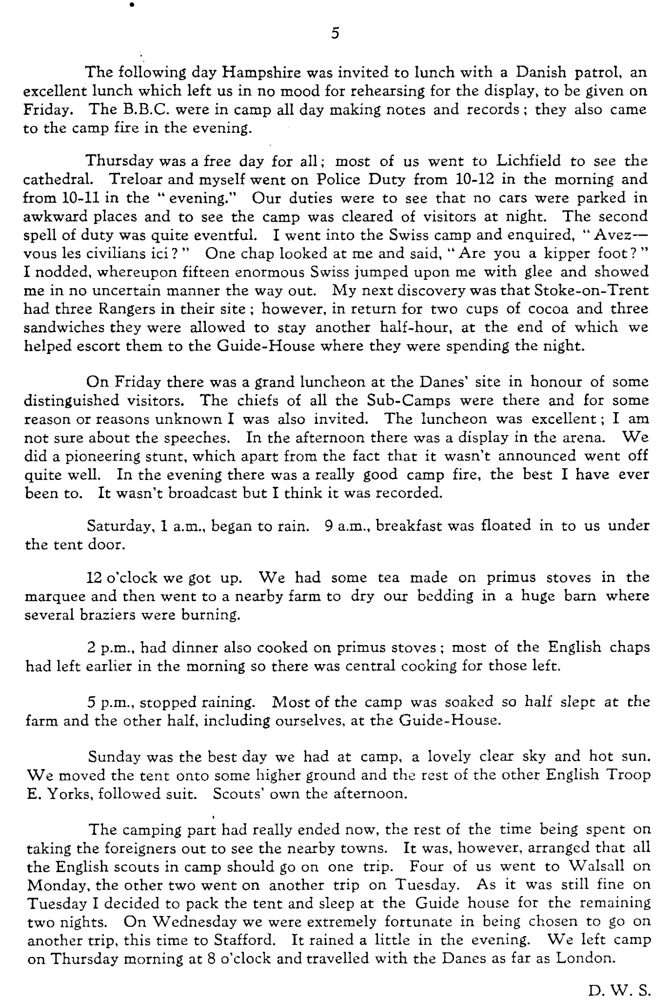 5
The following day Hampshire was invited to lunch with a Danish patrol, an
excellent lunch which left us in no mood for rehearsing for the display, to be given on
Friday. The B.B.C. were in camp all day making notes and records ; they also came
to the camp fire in the evening.
Thursday was a free day for all ; most of us went to Lichfield to see the
cathedral. Treloar and myself went on Police Duty from 10-12 in the morning and
from 10-11 in the " evening." Our duties were to see that no cars were parked in
awkward places and to see the camp was cleared of visitors at night. The second
spell of duty was quite eventful. I went into the Swiss camp and enquired, " Avez—
vous les civilians ici ? " One chap looked at me and said, " Are you a kipper foot ? "
I nodded, whereupon fifteen enormous Swiss jumped upon me with glee and showed
me in no uncertain manner the way out. My next discovery was that Stoke-on-Trent
had three Rangers in their site ; however, in return for two cups of cocoa and three
sandwiches they were allowed to stay another half-hour, at the end of which we
helped escort them to the Guide-House where they were spending the night.
On Friday there was a grand luncheon at the Danes' site in honour of some
distinguished visitors. The chiefs of all the Sub-Camps were there and for some
reason or reasons unknown I was also invited. The luncheon was excellent ; I am
not sure about the speeches. In the afternoon there was a display in the arena. We
did a pioneering stunt, which apart from the fact that it wasn't announced went off
quite well. In the evening there was a really good camp fire, the best I have ever
been to. It wasn't broadcast but I think it was recorded.
Saturday, 1 a.m., began to rain. 9 a.m., breakfast was floated in to us under
the tent door.
12 o'clock we got up. We had some tea made on primus stoves in the
marquee and then went to a nearby farm to dry our bedding in a huge barn where
several braziers were burning.
2 p.m., had dinner also cooked on primus stoves ; most of the English chaps
had left earlier in the morning so there was central cooking for those left.
5 p.m., stopped raining. Most of the camp was soaked so half slept at the
farm and the other half, including ourselves, at the Guide-House.
Sunday was the best day we had at camp, a lovely clear sky and hot sun.
We moved the tent onto some higher ground and the rest of the other English Troop
E. Yorks, followed suit. Scouts' own the afternoon.
The camping part had really ended now, the rest of the time being spent on
taking the foreigners out to see the nearby towns. It was, however, arranged that all
the English scouts in camp should go on one trip. Four of us went to Walsall on
Monday, the other two went on another trip on Tuesday. As it was still fine on
Tuesday I decided to pack the tent and sleep at the Guide house for the remaining
two nights. On Wednesday we were extremely fortunate in being chosen to go on
another trip, this time to Stafford. It rained a little in the evening. We left camp
on Thursday morning at 8 o'clock and travelled with the Danes as far as London.
D. W. S.